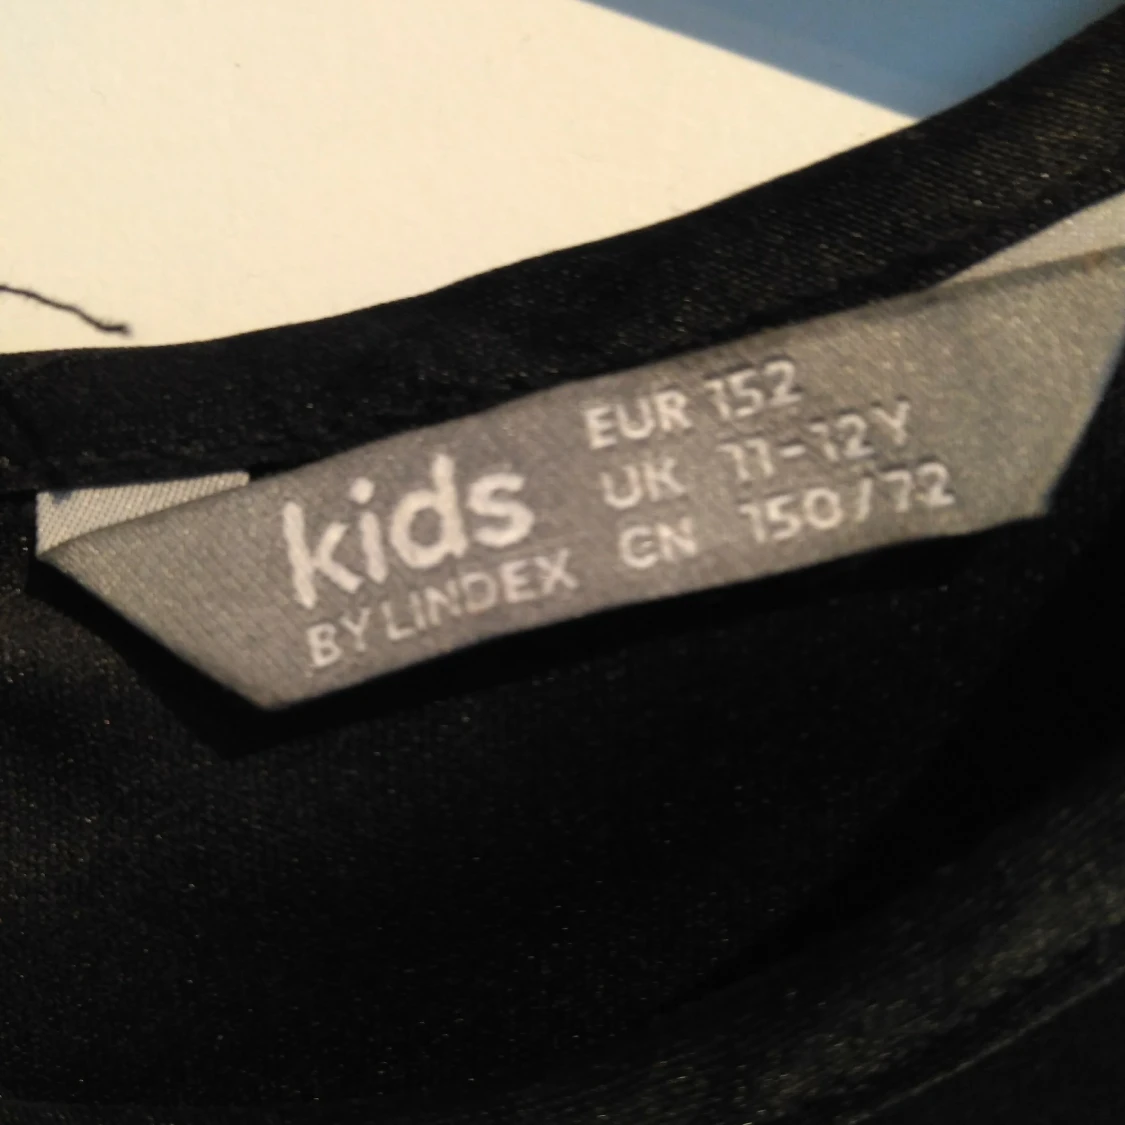 kids
BY LINDEX
EUR 152
UK 11-12Y
CN 150/72